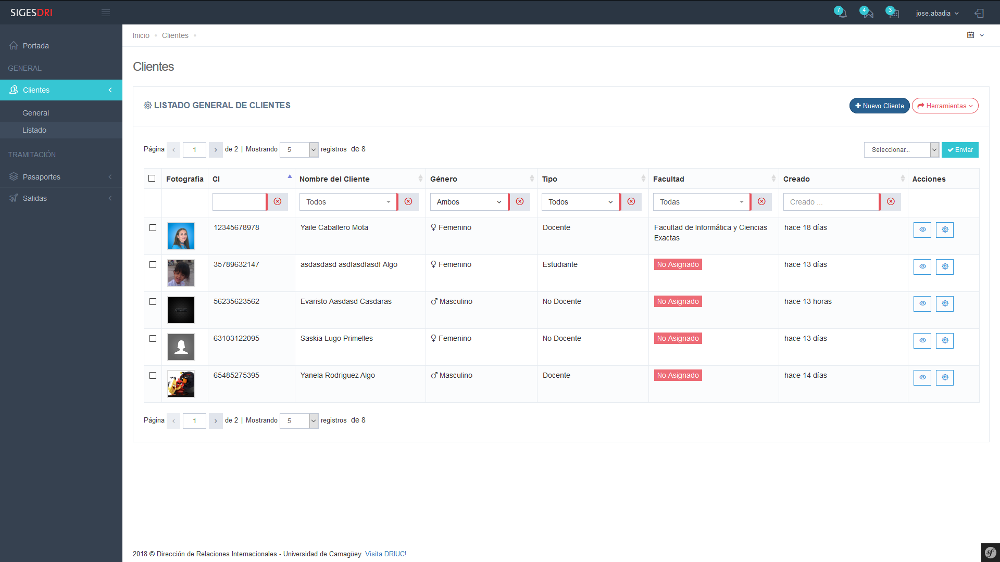 SIGESDRI
7
4
3
jose.abadia
Inicio
Clientes
Portada
GENERAL
Clientes
General
Listado
TRAMITACIÓN
Pasaportes
Salidas
Clientes
LISTADO GENERAL DE CLIENTES
Nuevo Cliente
Herramientas
Página 1 de 2 | Mostrando 5 registros de 8
Seleccionar...
Enviar
Fotografía CI Nombre del Cliente Género Tipo Facultad Creado Acciones
Todos Ambos Todos Todas Creado ...
12345678978 Yaile Caballero Mota Femenino Docente Facultad de Informática y Ciencias Exactas hace 18 días
35789632147 asdasdasd asdfasdfasdf Algo Femenino Estudiante No Asignado hace 13 días
56235623562 Evaristo Aasdasd Casdaras Masculino No Docente No Asignado hace 13 horas
63103122095 Saskia Lugo Primelles Femenino No Docente No Asignado hace 13 días
65485275395 Yanela Rodriguez Algo Masculino Docente No Asignado hace 14 días
Página 1 de 2 | Mostrando 5 registros de 8
2018 © Dirección de Relaciones Internacionales - Universidad de Camagüey. Visita DRIUC!
sf